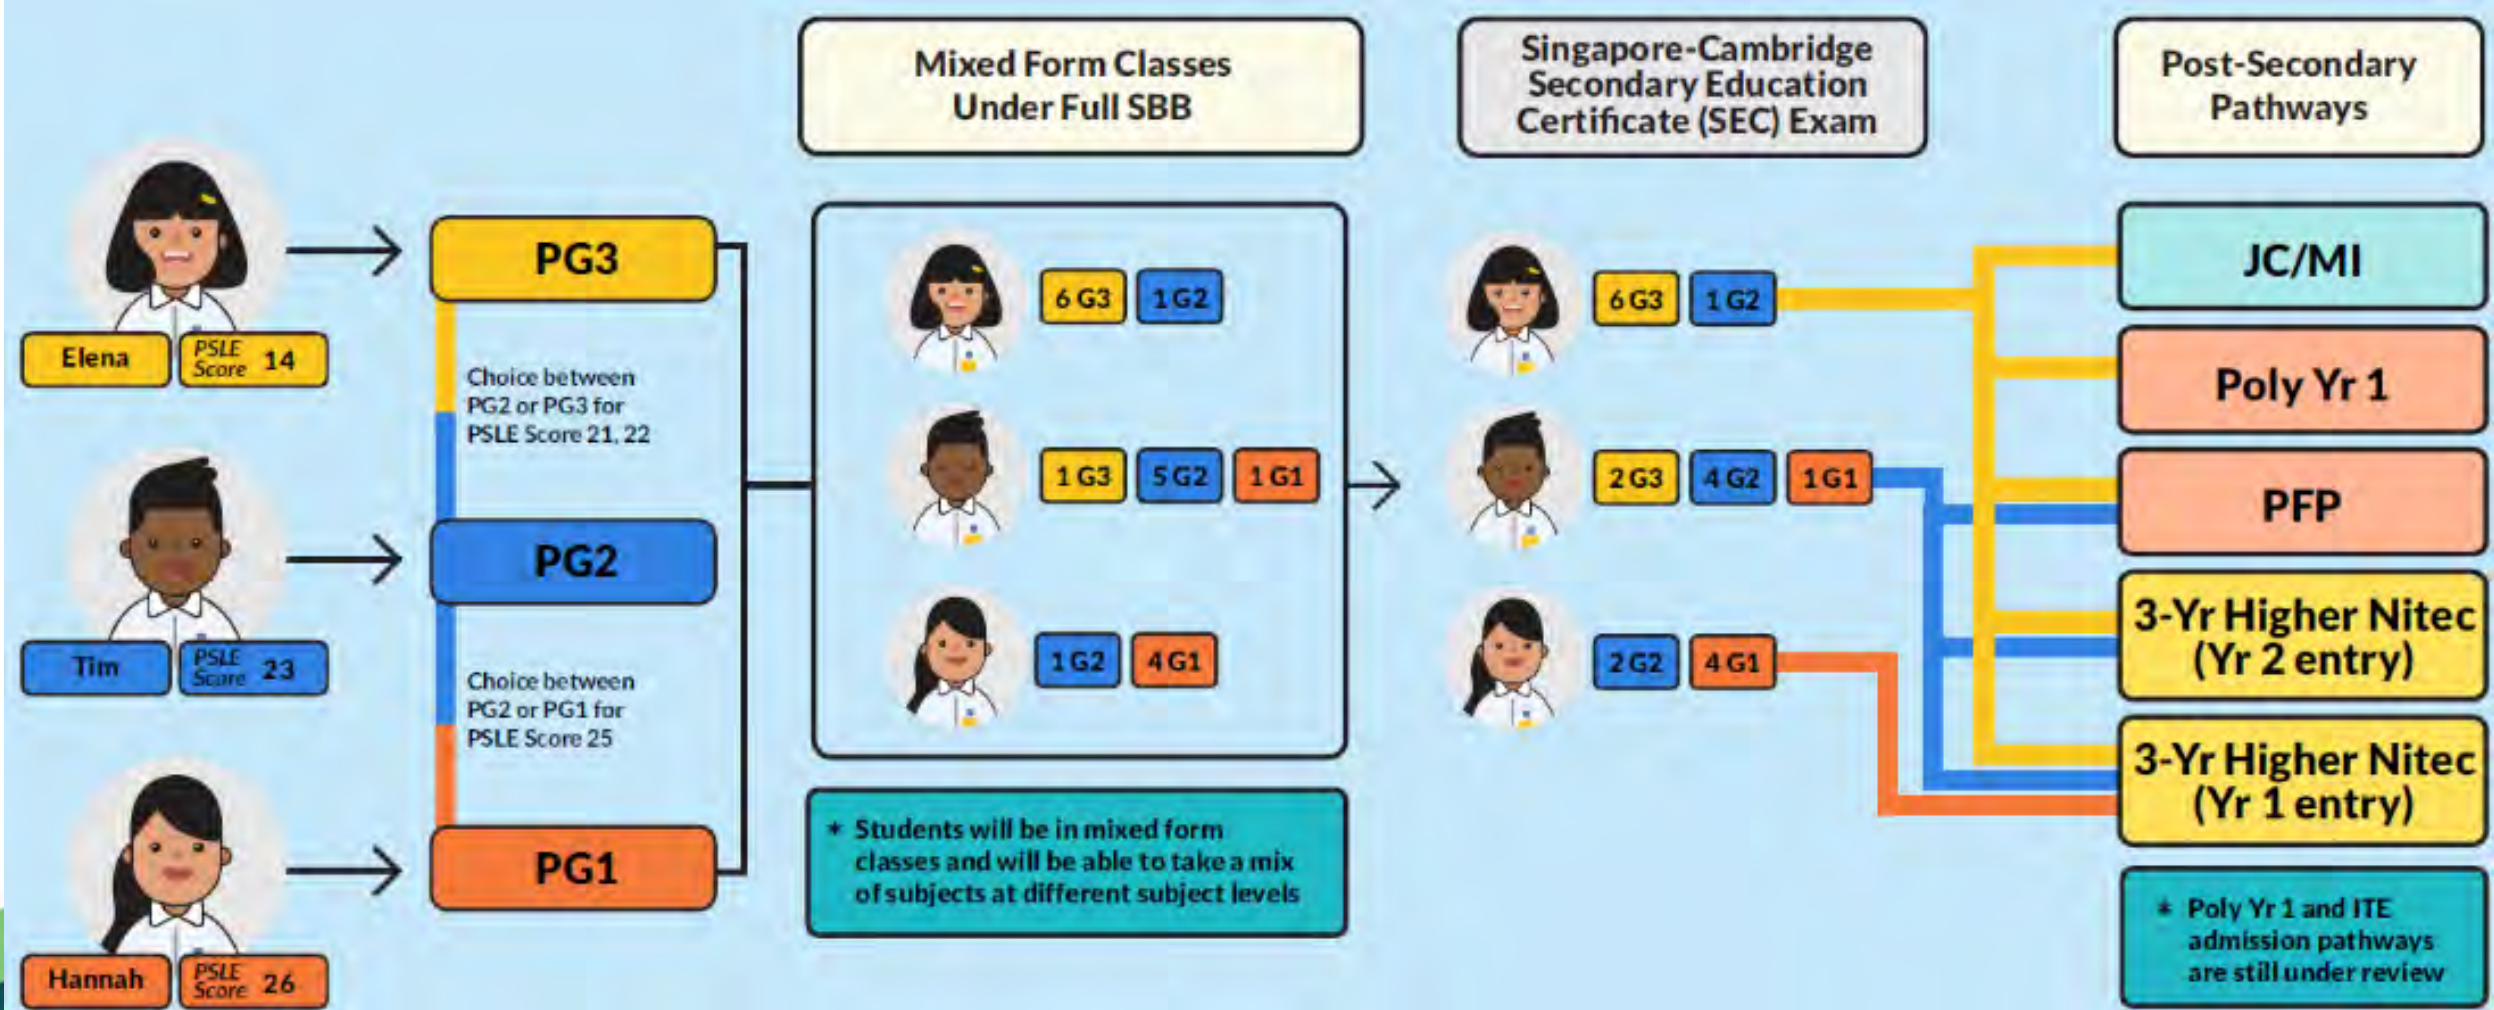 Mixed Form Classes
Under Full SBB
Singapore-Cambridge
Secondary Education
Certificate (SEC) Exam
Post-Secondary
Pathways
Elena
PSLE
Score 14
Tim
PSLE
Score 23
Hannah
PSLE
Score 26
PG3
Choice between
PG2 or PG3 for
PSLE Score 21, 22
PG2
Choice between
PG2 or PG1 for
PSLE Score 25
PG1
6 G3 1 G2
1 G3 5 G2 1 G1
1 G2 4 G1
* Students will be in mixed form
classes and will be able to take a mix
of subjects at different subject levels
6 G3 1 G2
2 G3 4 G2 1 G1
2 G2 4 G1
JC/MI
Poly Yr 1
PFP
3-Yr Higher Nitec
(Yr 2 entry)
3-Yr Higher Nitec
(Yr 1 entry)
* Poly Yr 1 and ITE
admission pathways
are still under review